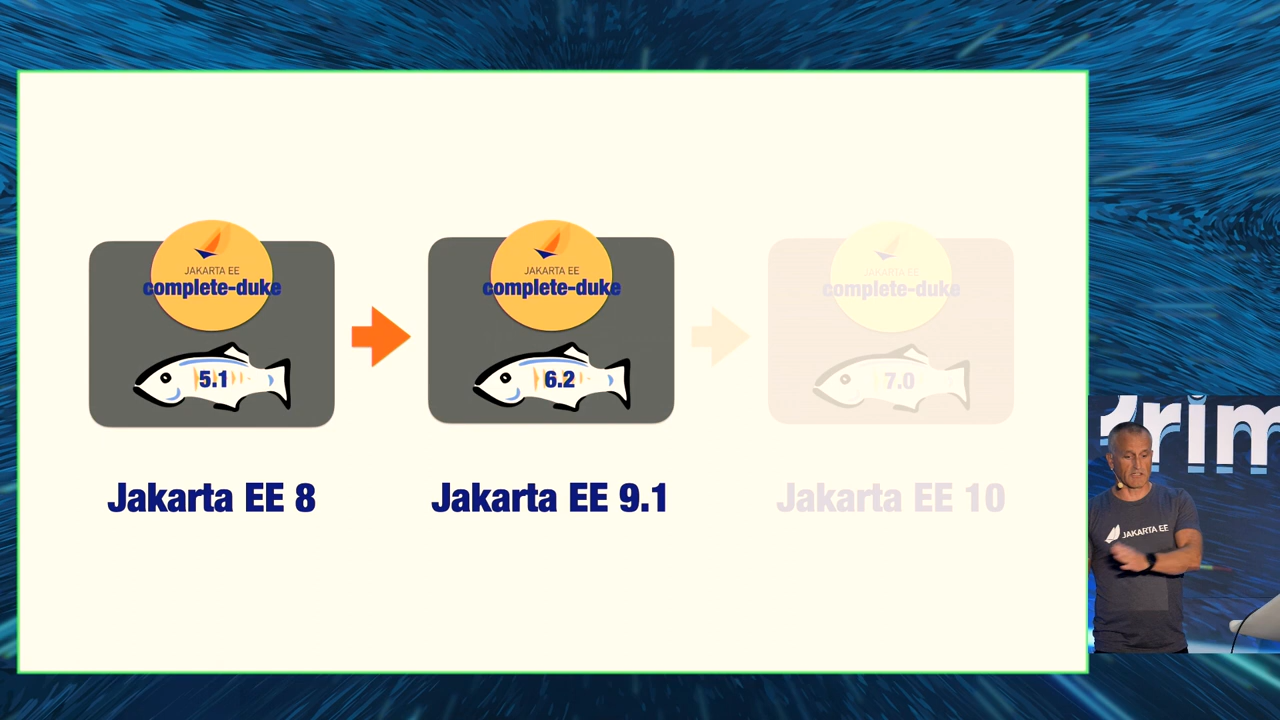 JAKARTA EE
complete-duke
5.1
Jakarta EE 8
JAKARTA EE
complete-duke
6.2
Jakarta EE 9.1
JAKARTA EE
complete-duke
7.0
Jakarta EE 10
rim
JAKARTA EE